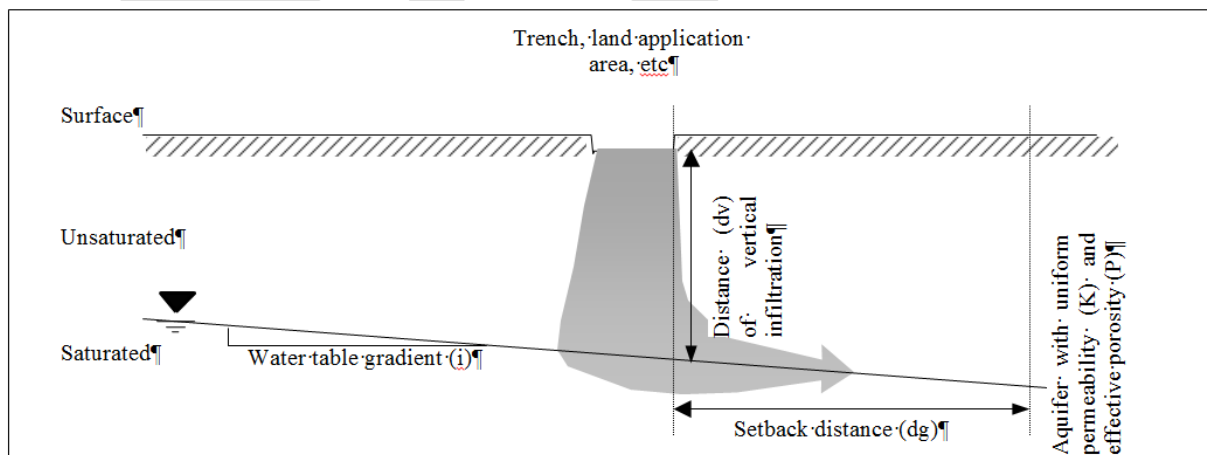 Trench,·land·application·
area,·etc¶
Surface¶
Unsaturated¶
Saturated¶
Water·table·gradient·(i)¶
Distance· (dv)
of· vertical
infiltration¶
Setback·distance·(dg)¶
Aquifer· with· uniform
permeability· (K)· and
effective·porosity·(P)¶